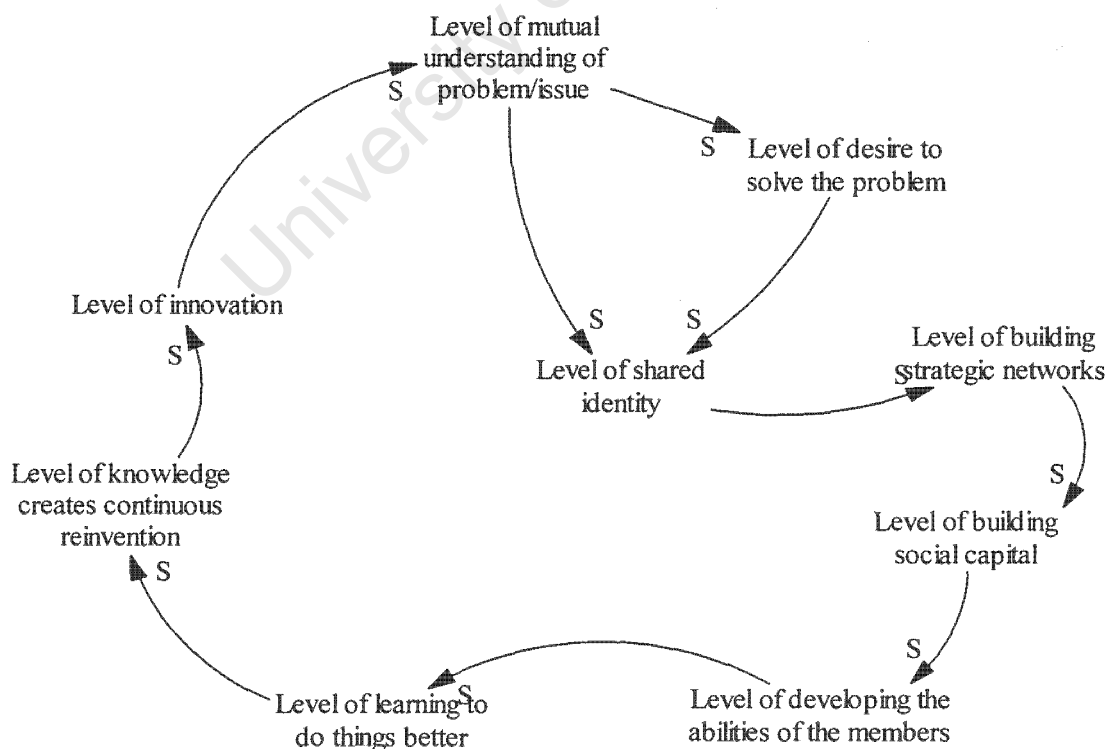 University of
Level of mutual
understanding of
problem/issue
S
S
Level of desire to
solve the problem
Level of innovation
S
S
S
Level of shared
identity
Level of building
strategic networks
S
Level of knowledge
creates continuous
reinvention
S
S
Level of building
social capital
S
S
Level of learning to
do things better
Level of developing the
abilities of the members